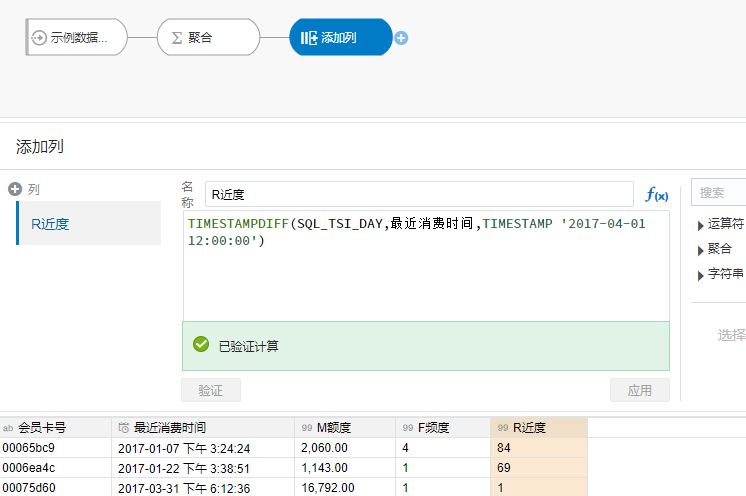 示例数据...
聚合
添加列
添加列
列
名称
R近度
f(x)
搜索
R近度
TIMESTAMPDIFF(SQL_TSI_DAY,最近消费时间,TIMESTAMP '2017-04-01
12:00:00')
运算符
聚合
字符串
选择
已验证计算
验证
应用
ab 会员卡号 最近消费时间 99 M额度 99 F频度 99 R近度
00065bc9 2017-01-07 下午 3:24:24 2,060.00 4 84
0006ea4c 2017-01-22 下午 3:38:51 1,143.00 1 69
00075d60 2017-03-31 下午 6:12:36 16,792.00 1 1